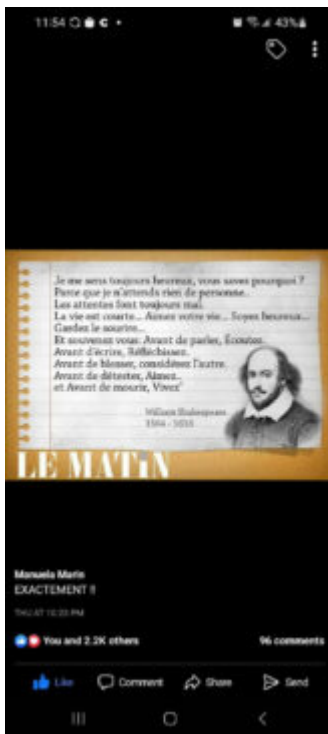 11:54
43%
Je me sens toujours heureux, vous savez pourquoi ?
Parce que je n'attends rien de personne.
Les attentes font toujours mal.
La vie est courte... Aimez votre vie... Soyez heureux...
Gardez le sourire...
Et souvenez vous: Avant de parler, Écoutez.
Avant d'écrire, Réfléchissez.
Avant de blesser, considérez l'autre.
Avant de détester, Aimez..
et Avant de mourir, Vivez"
William Shakespeare
1564 - 1616
LE MATiN
Manuela Marin
EXACTEMENT !!
THU AT PM
You and 2.2K others
96 comments
Like
Comment
Share
Send